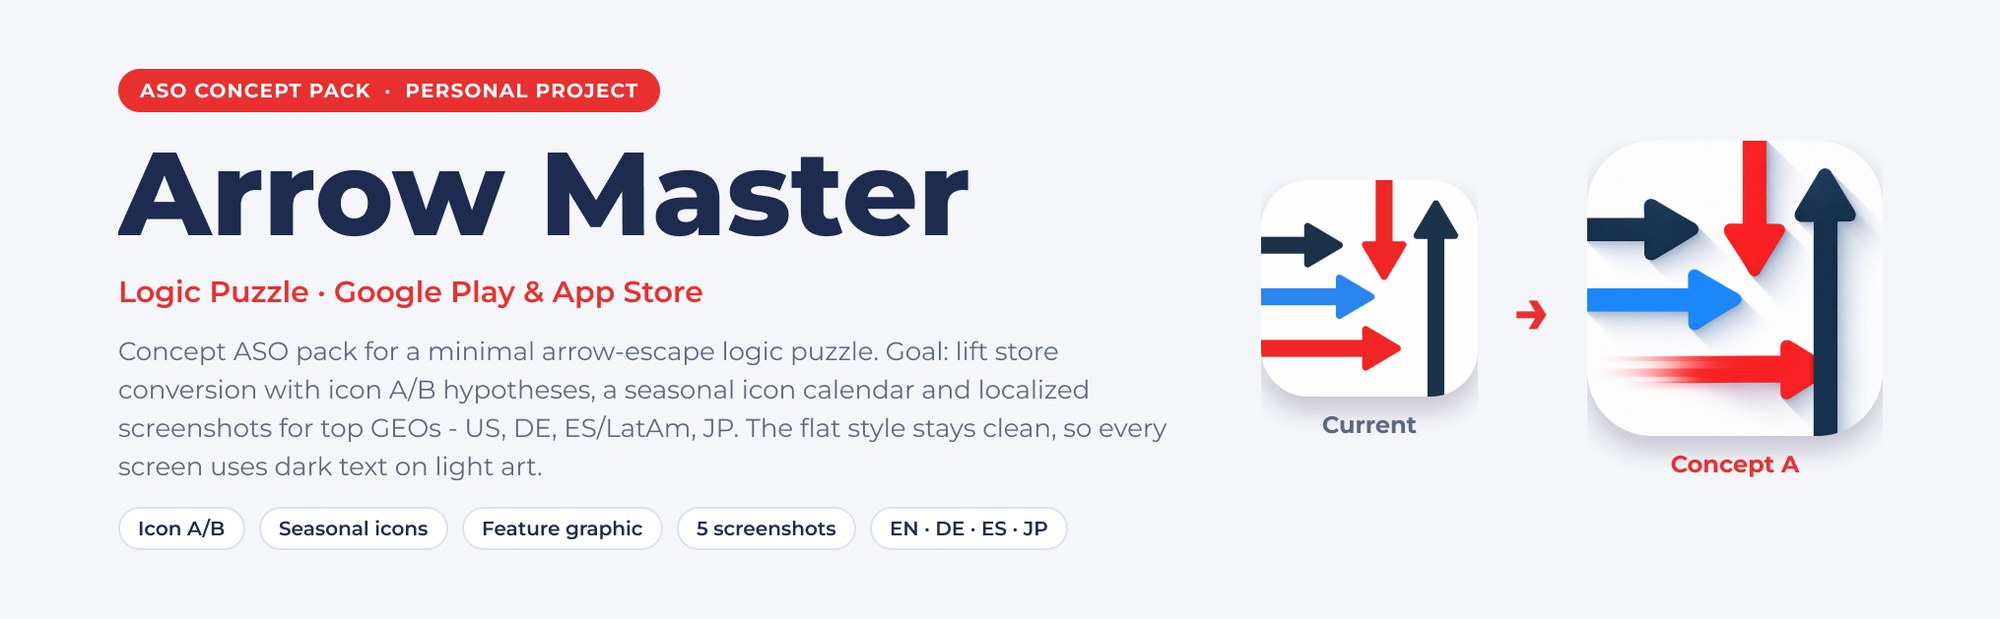 ASO CONCEPT PACK · PERSONAL PROJECT
Arrow Master
Logic Puzzle · Google Play & App Store
Concept ASO pack for a minimal arrow-escape logic puzzle. Goal: lift store
conversion with icon A/B hypotheses, a seasonal icon calendar and localized
screenshots for top GEOs - US, DE, ES/LatAm, JP. The flat style stays clean, so every
screen uses dark text on light art.
Icon A/B
Seasonal icons
Feature graphic
5 screenshots
EN · DE · ES · JP
Current
Concept A